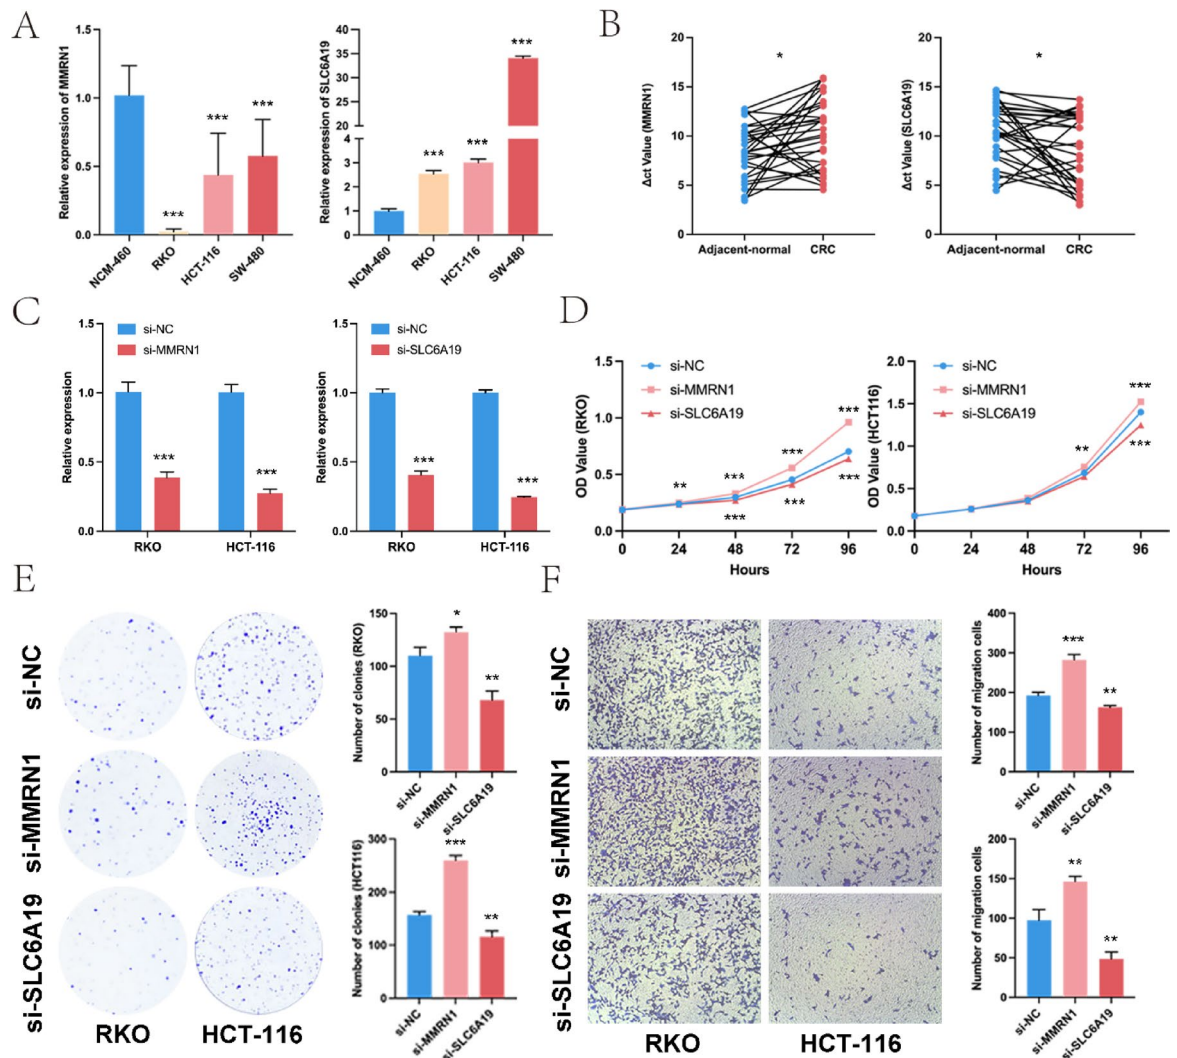 A
Relative expression of MMRN1
1.5
1.0
0.5
0.0
***
***
***
NCM-460
RKO
HCT-116
SW-480
Relative expression of SLC6A19
40
35
30
25
20
4
3
2
1
0
***
***
***
NCM-460
RKO
HCT-116
SW-480
B
Δct Value (MMRN1)
20
15
10
5
0
*
Adjacent-normal
CRC
Δct Value (SLC6A19)
20
15
10
5
0
*
Adjacent-normal
CRC
C
Relative expression
1.5
1.0
0.5
0.0
si-NC
si-MMRN1
***
***
RKO
HCT-116
Relative expression
1.5
1.0
0.5
0.0
si-NC
si-SLC6A19
***
***
RKO
HCT-116
D
OD Value (RKO)
1.5
1.0
0.5
0.0
si-NC
si-MMRN1
si-SLC6A19
**
***
***
***
***
***
***
0
24
48
72
96
Hours
OD Value (HCT116)
2.0
1.5
1.0
0.5
0.0
si-NC
si-MMRN1
si-SLC6A19
**
***
***
0
24
48
72
96
Hours
E
si-NC
si-MMRN1
si-SLC6A19
RKO
HCT-116
Number of clonies (RKO)
150
100
50
0
*
**
si-NC
si-MMRN1
si-SLC6A19
Number of clonies (HCT116)
300
200
100
0
***
**
si-NC
si-MMRN1
si-SLC6A19
F
si-NC
si-MMRN1
si-SLC6A19
RKO
HCT-116
Number of migration cells
400
300
200
100
0
***
**
si-NC
si-MMRN1
si-SLC6A19
Number of migration cells
200
150
100
50
0
**
**
si-NC
si-MMRN1
si-SLC6A19